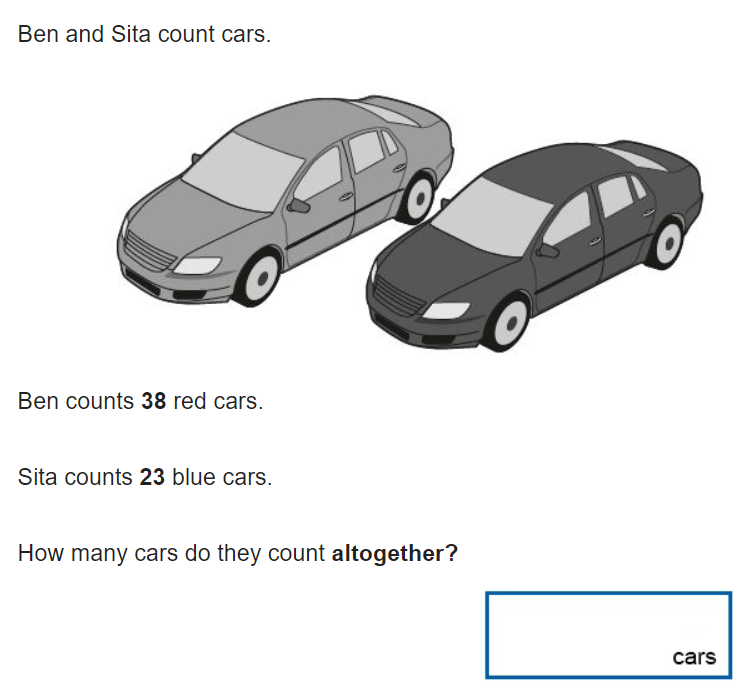 Ben and Sita count cars.
Ben counts 38 red cars.
Sita counts 23 blue cars.
How many cars do they count altogether?
cars